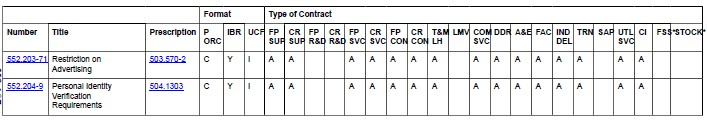 Format Type of Contract
Number Title Prescription P ORC IBR UCF FP SUP CR SUP FP R&D CR R&D FP SVC CR SVC FP CON CR CON T&M LH LMV COM SVC DDR A&E FAC IND DEL TRN SAP UTL SVC CI FSS*STOCK*
552.203-71 Restriction on Advertising 503.570-2 C Y I A A A A A A A A A A A A A A A
552.204-9 Personal Identity Verification Requirements 504.1303 C Y I A A A A A A A A A A A A A A A